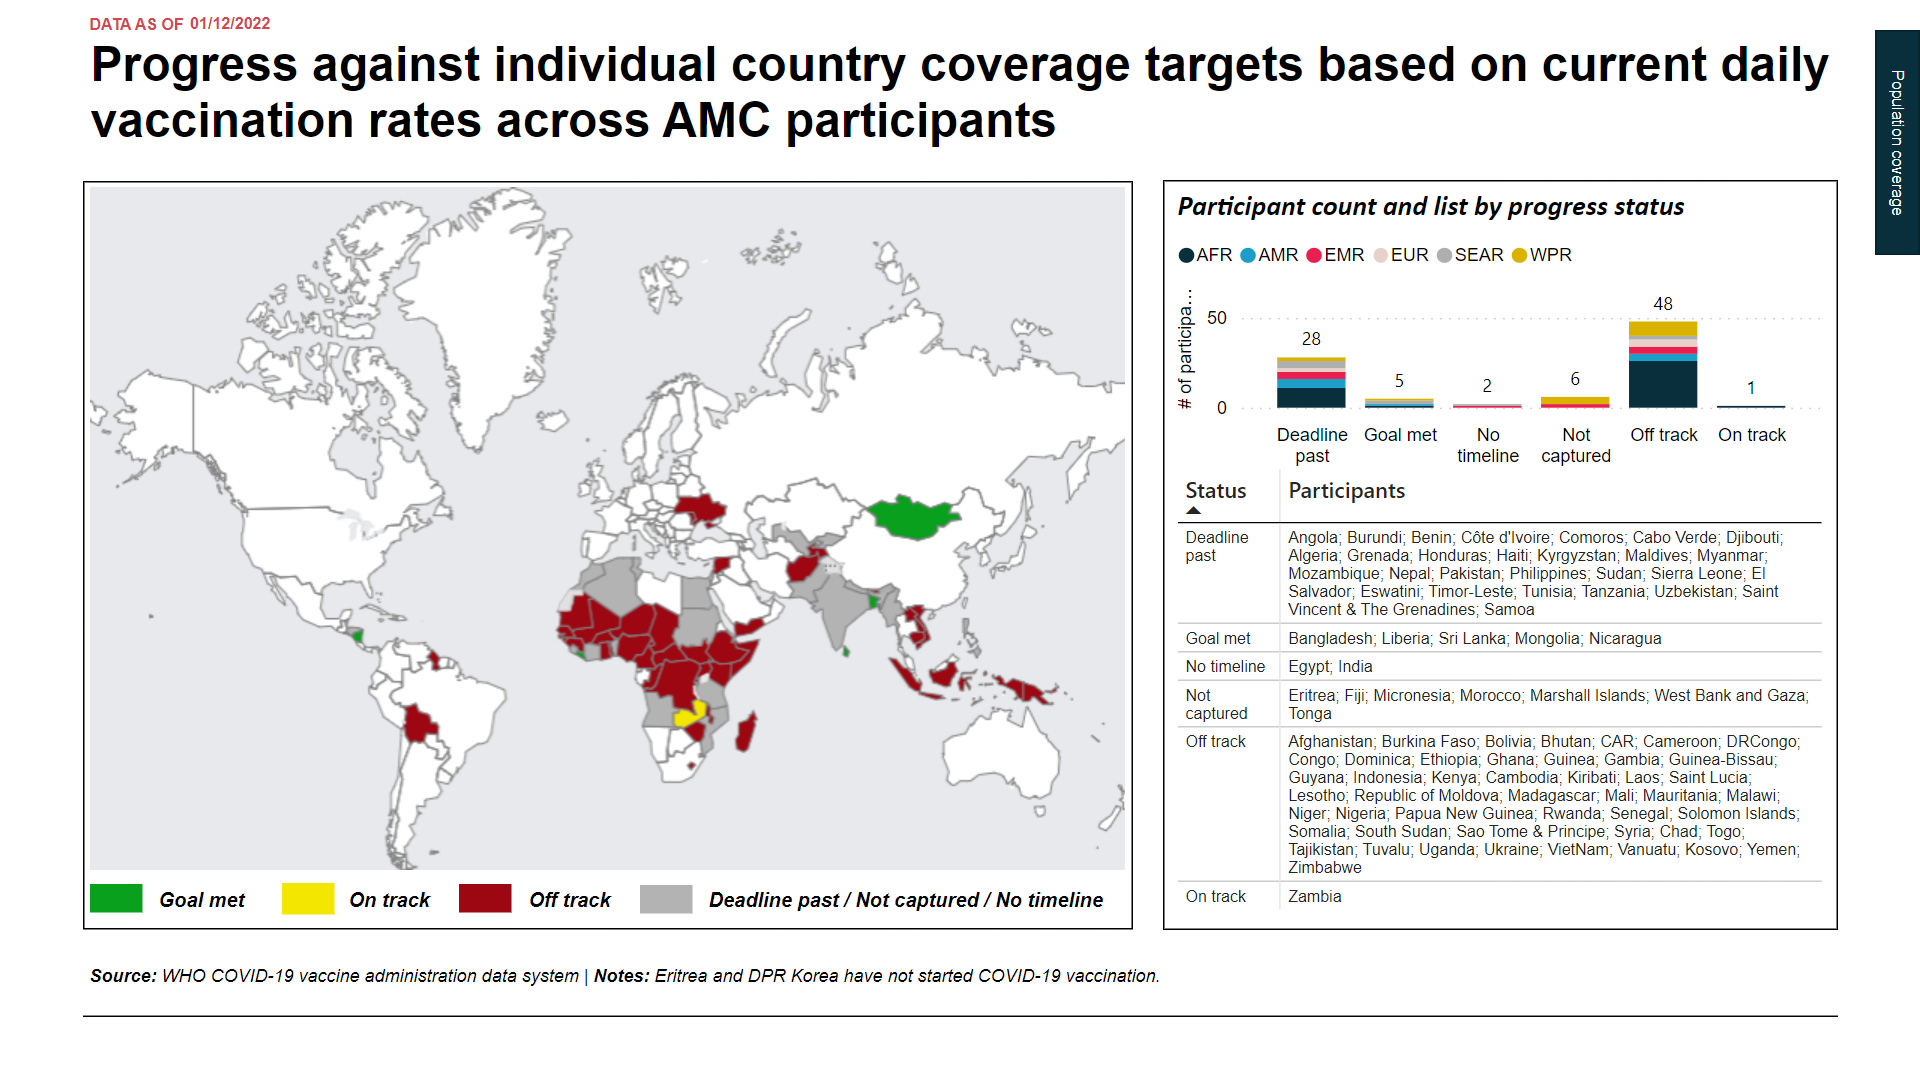 DATA AS OF 01/12/2022
Progress against individual country coverage targets based on current daily
vaccination rates across AMC participants
Population coverage
Goal met
On track
Off track
Deadline past / Not captured / No timeline
Participant count and list by progress status
AFR AMR EMR EUR SEAR WPR
# of participa...
50
0
28
5
2
6
48
1
Deadline past
Goal met
No timeline
Not captured
Off track
On track
Status Participants
Deadline past
Angola; Burundi; Benin; Côte d'Ivoire; Comoros; Cabo Verde; Djibouti;
Algeria; Grenada; Honduras; Haiti; Kyrgyzstan; Maldives; Myanmar;
Mozambique; Nepal; Pakistan; Philippines; Sudan; Sierra Leone; El
Salvador; Eswatini; Timor-Leste; Tunisia; Tanzania; Uzbekistan; Saint
Vincent & The Grenadines; Samoa
Goal met
Bangladesh; Liberia; Sri Lanka; Mongolia; Nicaragua
No timeline
Egypt; India
Not captured
Eritrea; Fiji; Micronesia; Morocco; Marshall Islands; West Bank and Gaza;
Tonga
Off track
Afghanistan; Burkina Faso; Bolivia; Bhutan; CAR; Cameroon; DRCongo;
Congo; Dominica; Ethiopia; Ghana; Guinea; Gambia; Guinea-Bissau;
Guyana; Indonesia; Kenya; Cambodia; Kiribati; Laos; Saint Lucia;
Lesotho; Republic of Moldova; Madagascar; Mali; Mauritania; Malawi;
Niger; Nigeria; Papua New Guinea; Rwanda; Senegal; Solomon Islands;
Somalia; South Sudan; Sao Tome & Principe; Syria; Chad; Togo;
Tajikistan; Tuvalu; Uganda; Ukraine; VietNam; Vanuatu; Kosovo; Yemen;
Zimbabwe
On track
Zambia
Source: WHO COVID-19 vaccine administration data system | Notes: Eritrea and DPR Korea have not started COVID-19 vaccination.